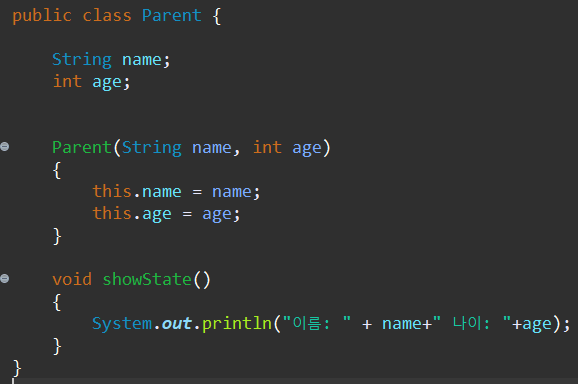 public class Parent {
String name;
int age;
Parent(String name, int age)
{
this.name = name;
this.age = age;
}
void showState()
{
System.out.println("이름: " + name+" 나이: "+age);
}
}